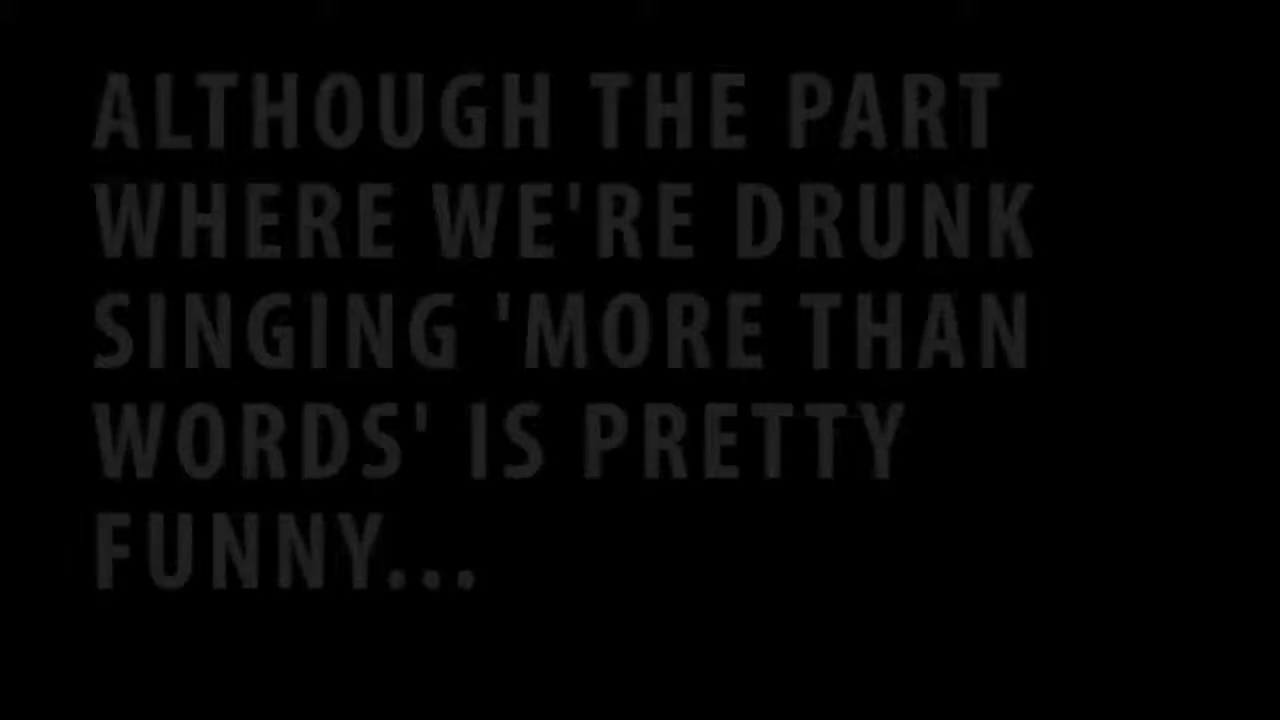 ALTHOUGH THE PART
WHERE WE'RE DRUNK
SINGING 'MORE THAN
WORDS' IS PRETTY
FUNNY...